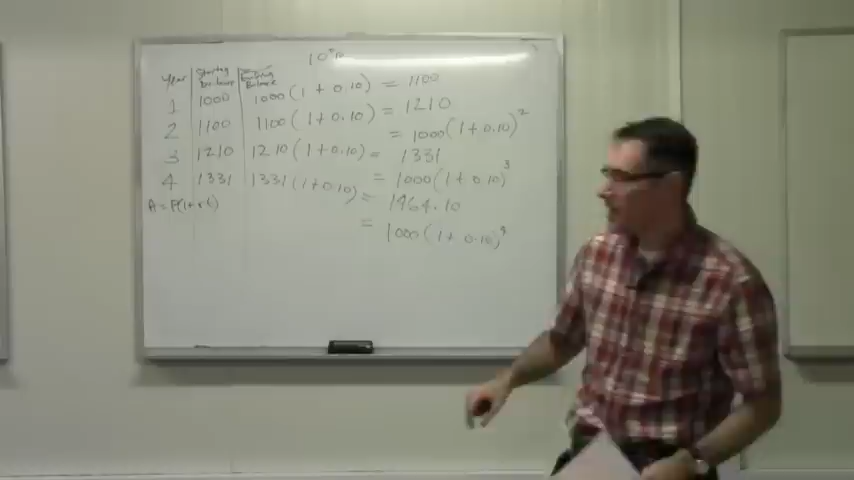 10%
Year Starting Balance Ending Balance
1 1000 1000(1 + 0.10) = 1100
2 1100 1100(1 + 0.10) = 1210
= 1000(1 + 0.10)^2
3 1210 1210(1 + 0.10) = 1331
= 1000(1 + 0.10)^3
4 1331 1331(1 + 0.10) = 1464.10
= 1000(1 + 0.10)^4
A = P(1+rt)